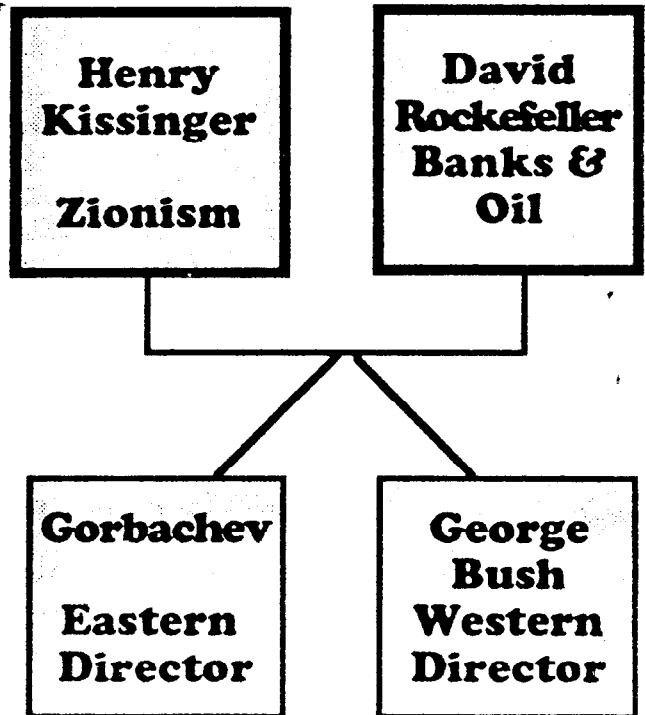 Henry
Kissinger
Zionism
David
Rockefeller
Banks &
Oil
Gorbachev
Eastern
Director
George
Bush
Western
Director